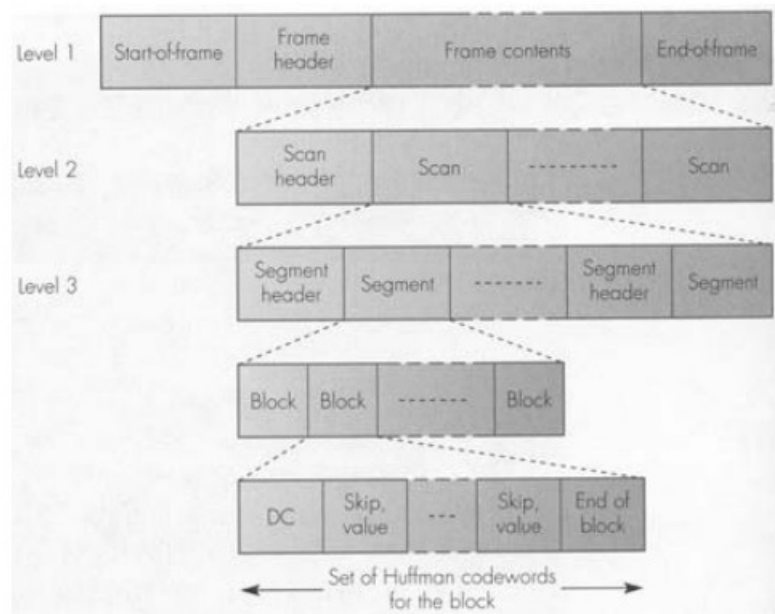 Level 1
Start-of-frame
Frame
header
Frame contents
End-of-frame
Level 2
Scan
header
Scan
Scan
Level 3
Segment
header
Segment
Segment
header
Segment
Block
Block
Block
DC
Skip,
value
Skip,
value
End of
block
Set of Huffman codewords
for the block